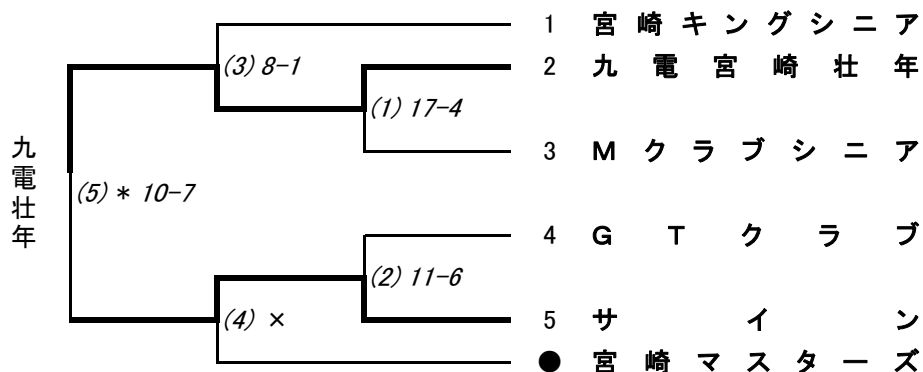 1 宮崎キングシニア
(3) 8-1
2 九電宮崎壮年
(1) 17-4
3 Mクラブシニア
九電壮年
(5) * 10-7
4 GTクラブ
(2) 11-6
5 サイン
(4) ×
● 宮崎マスターズ